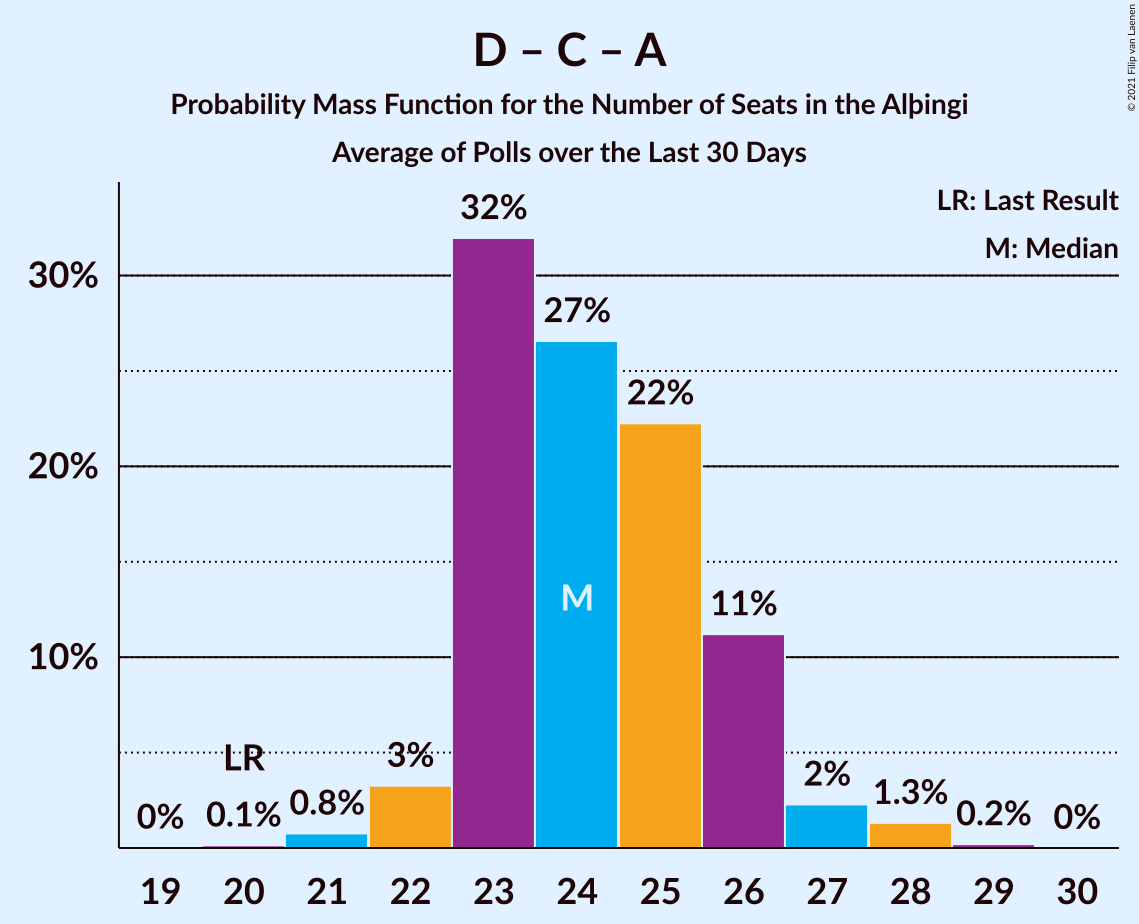 D – C – A
Probability Mass Function for the Number of Seats in the Alþingi
Average of Polls over the Last 30 Days
© 2021 Filip van Laenen
LR: Last Result
M: Median
32%
30%
27%
22%
20%
M
11%
10%
LR
3%
2%
0% 0.1% 0.8% 1.3% 0.2% 0%
19 20 21 22 23 24 25 26 27 28 29 30